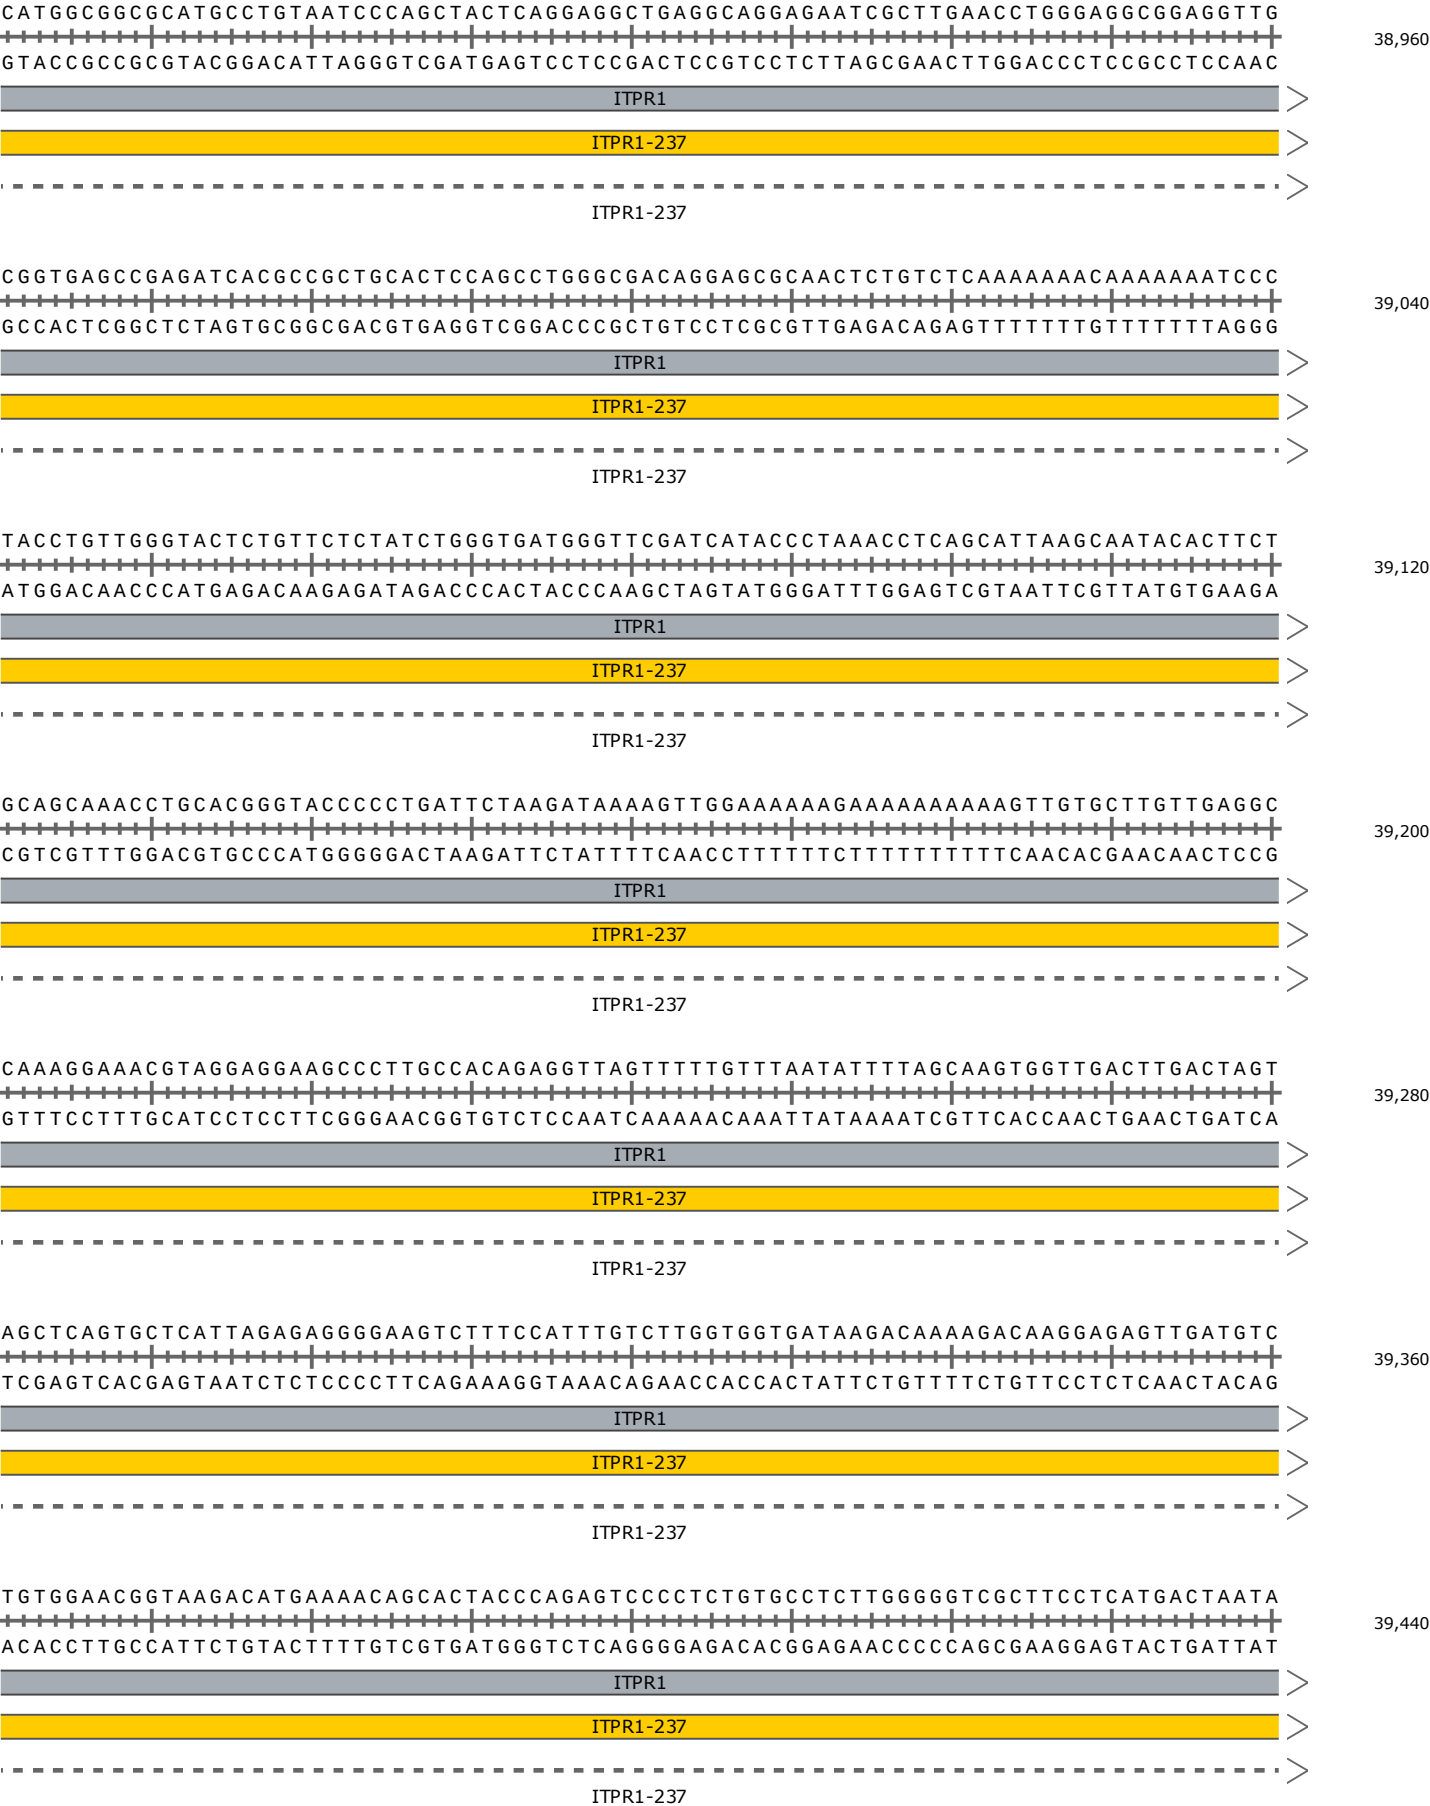 CATGGCGGCGCATGCCTGTAATCCCAGCTACTCAGGAGGCTGAGGCAGGAGAATCGCTTGAACCTGGGAGGCGGAGGTTG
38,960
GTACCGCCGCGTACGGACATTAGGGTCGATGAGTCCTCCGACTCCGTCCTCTTAGCGAACTTGGACCCTCCGCCTCCAAC
ITPR1
ITPR1-237
ITPR1-237
CGGTGAGCCGAGATCACGCCGCTGCACTCCAGCCTGGGCGACAGGAGCGCAACTCTGTCTCAAAAAAACAAAAAAATCCC
39,040
GCCACTCGGCTCTAGTGCGGCGACGTGAGGTCGGACCCGCTGTCCTCGCGTTGAGACAGAGTTTTTTTGTTTTTTTAGGG
ITPR1
ITPR1-237
ITPR1-237
TACCTGTTGGGTACTCTGTTCTCTATCTGGGTGATGGGTTCGATCATACCCTAAACCTCAGCATTAAGCAATACACTTCT
39,120
ATGGACAACCCATGAGACAAGAGATAGACCCACTACCCAAGCTAGTATGGGATTTGGAGTCGTAATTCGTTATGTGAAGA
ITPR1
ITPR1-237
ITPR1-237
GCAGCAAACCTGCACGGGTACCCCCTGATTCTAAGATAAAAGTTGGAAAAAAGAAAAAAAAAAGTTGTGCTTGTTGAGGC
39,200
CGTCGTTTGGACGTGCCCATGGGGGACTAAGATTCTATTTTCAACCTTTTTTCTTTTTTTTTTCAACACGAACAACTCCG
ITPR1
ITPR1-237
ITPR1-237
CAAAGGAAACGTAGGAGGAAGCCCTTGCCACAGAGGTTAGTTTTTGTTTAATATTTTAGCAAGTGGTTGACTTGACTAGT
39,280
GTTTCCTTTGCATCCTCCTTCGGGAACGGTGTCTCCAATCAAAAACAAATTATAAAATCGTTCACCAACTGAACTGATCA
ITPR1
ITPR1-237
ITPR1-237
AGCTCAGTGCTCATTAGAGAGGGGAAGTCTTTCCATTTGTCTTGGTGGTGATAAGACAAAAGACAAGGAGAGTTGATGTC
39,360
TCGAGTCACGAGTAATCTCTCCCCTTCAGAAAGGTAAACAGAACCACCACTATTCTGTTTTCTGTTCCTCTCAACTACAG
ITPR1
ITPR1-237
ITPR1-237
TGTGGAACGGTAAGACATGAAAACAGCACTACCCAGAGTCCCCTCTGTGCCTCTTGGGGGTCGCTTCCTCATGACTAATA
39,440
ACACCTTGCCATTCTGTACTTTTGTCGTGATGGGTCTCAGGGGAGACACGGAGAACCCCCAGCGAAGGAGTACTGATTAT
ITPR1
ITPR1-237
ITPR1-237